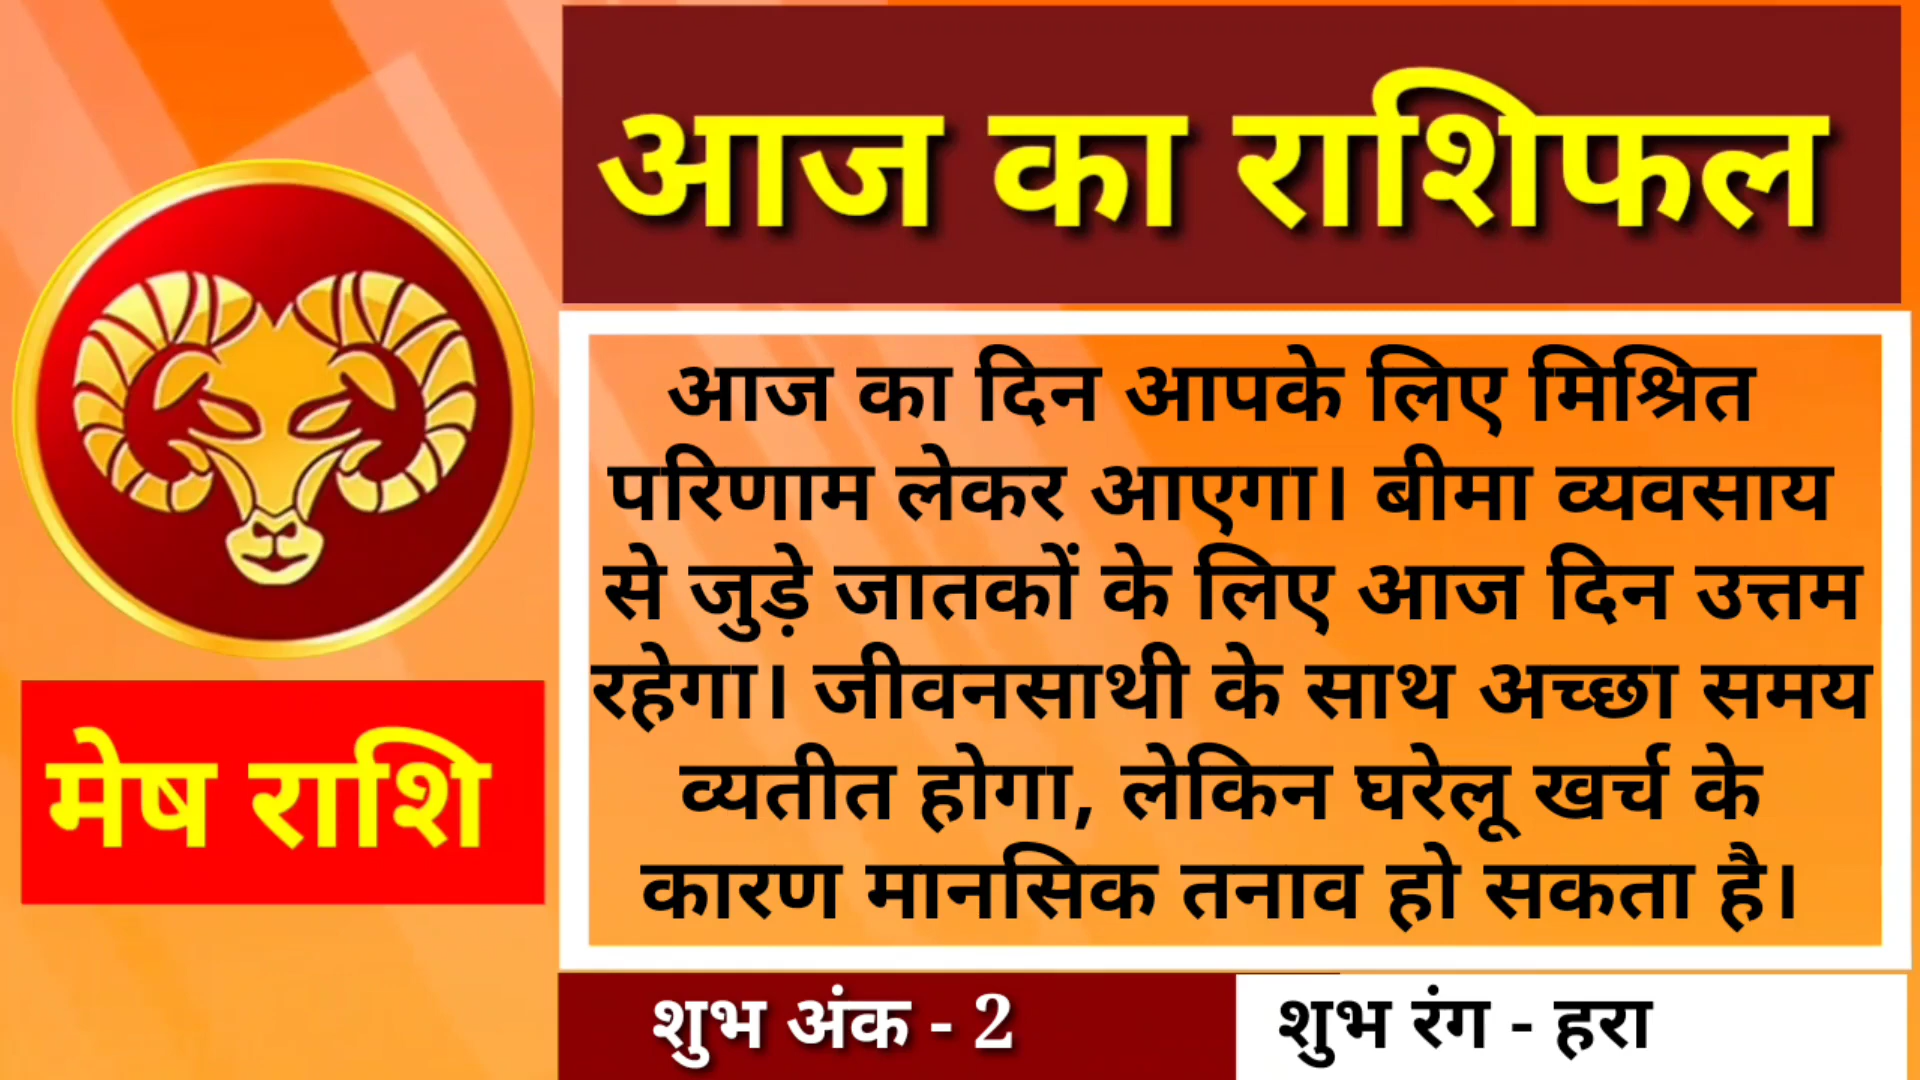 आज का राशिफल
मेष राशि
आज का दिन आपके लिए मिश्रित
परिणाम लेकर आएगा। बीमा व्यवसाय
से जुड़े जातकों के लिए आज दिन उत्तम
रहेगा। जीवनसाथी के साथ अच्छा समय
व्यतीत होगा, लेकिन घरेलू खर्च के
कारण मानसिक तनाव हो सकता है।
शुभ अंक - 2
शुभ रंग - हरा